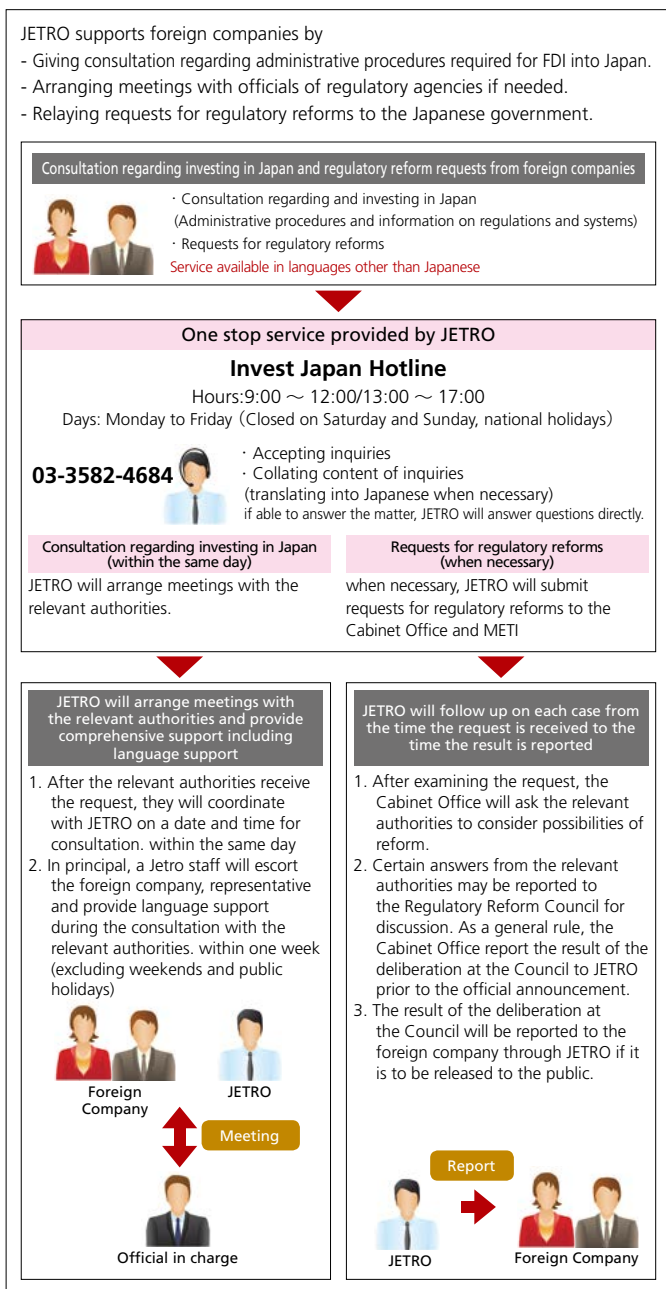 JETRO supports foreign companies by
- Giving consultation regarding administrative procedures required for FDI into Japan.
- Arranging meetings with officials of regulatory agencies if needed.
- Relaying requests for regulatory reforms to the Japanese government.
Consultation regarding investing in Japan and regulatory reform requests from foreign companies
・Consultation regarding and investing in Japan
(Administrative procedures and information on regulations and systems)
・Requests for regulatory reforms
Service available in languages other than Japanese
One stop service provided by JETRO
Invest Japan Hotline
Hours:9:00 ～ 12:00/13:00 ～ 17:00
Days: Monday to Friday（Closed on Saturday and Sunday, national holidays）
03-3582-4684
・Accepting inquiries
・Collating content of inquiries
(translating into Japanese when necessary)
if able to answer the matter, JETRO will answer questions directly.
Consultation regarding investing in Japan
(within the same day)
JETRO will arrange meetings with the
relevant authorities.
Requests for regulatory reforms
(when necessary)
when necessary, JETRO will submit
requests for regulatory reforms to the
Cabinet Office and METI
JETRO will arrange meetings with
the relevant authorities and provide
comprehensive support including
language support
1. After the relevant authorities receive
the request, they will coordinate
with JETRO on a date and time for
consultation. within the same day
2. In principal, a Jetro staff will escort
the foreign company, representative
and provide language support
during the consultation with the
relevant authorities. within one week
(excluding weekends and public
holidays)
Foreign
Company
JETRO
Meeting
Official in charge
JETRO will follow up on each case from
the time the request is received to the
time the result is reported
1. After examining the request, the
Cabinet Office will ask the relevant
authorities to consider possibilities of
reform.
2. Certain answers from the relevant
authorities may be reported to
the Regulatory Reform Council for
discussion. As a general rule, the
Cabinet Office report the result of the
deliberation at the Council to JETRO
prior to the official announcement.
3. The result of the deliberation at
the Council will be reported to the
foreign company through JETRO if it
is to be released to the public.
Report
JETRO
Foreign Company